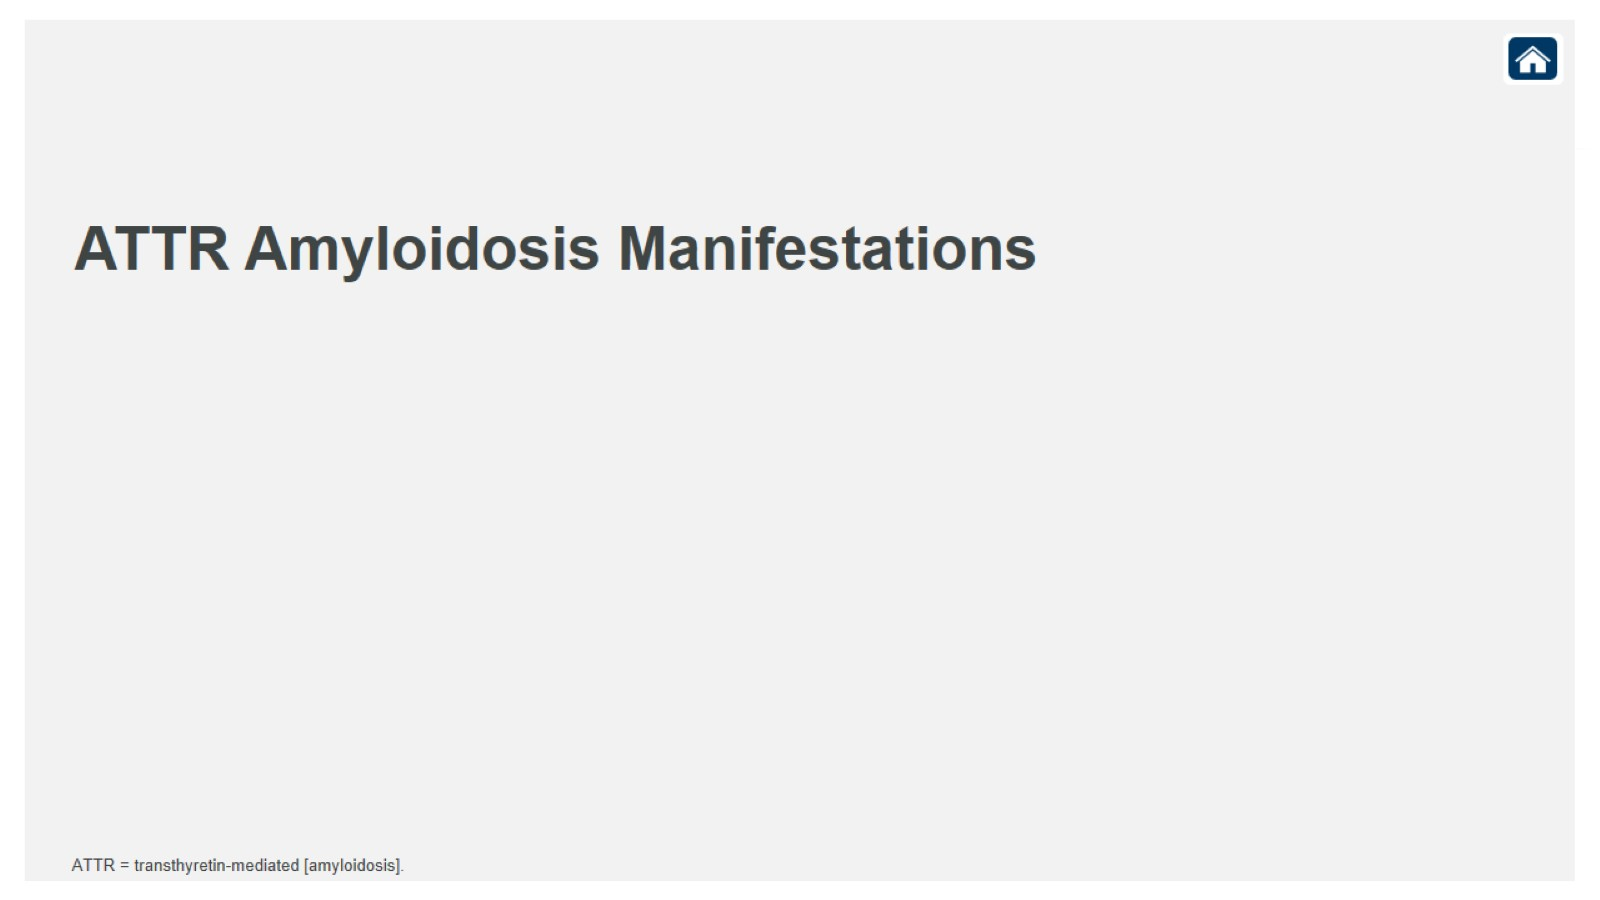 ATTR Amyloidosis Manifestations
ATTR = transthyretin-mediated [amyloidosis].